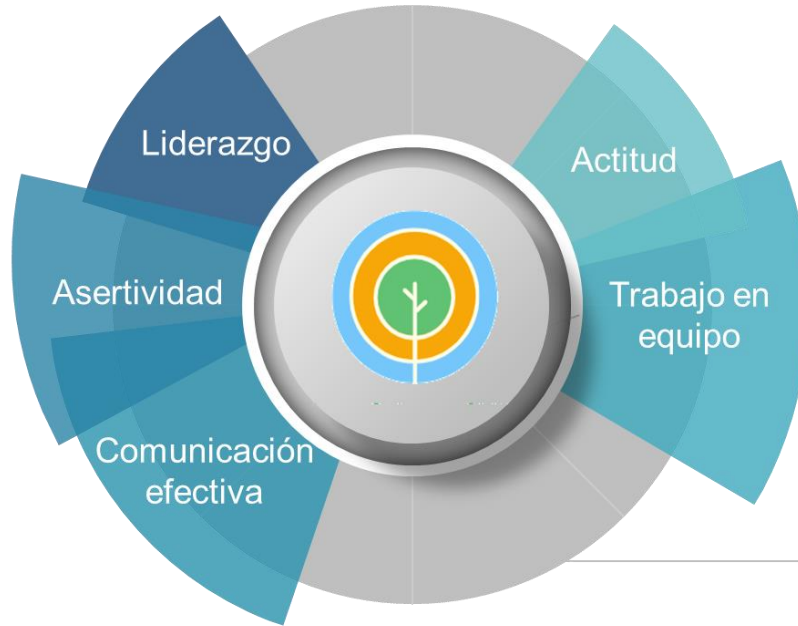 Liderazgo
Actitud
Asertividad
Trabajo en
equipo
Comunicación
efectiva